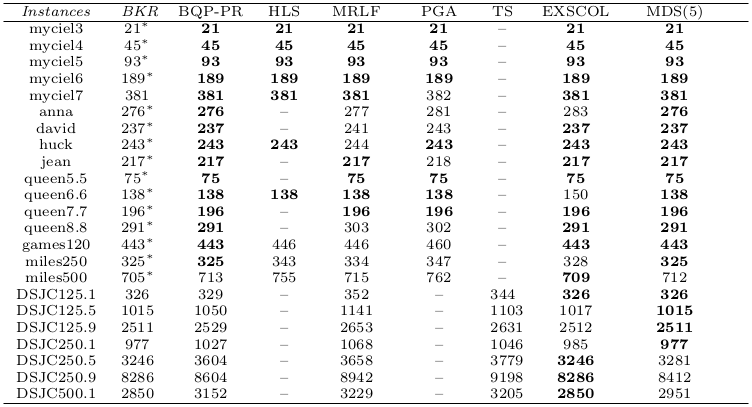 Instances BKR BQP-PR HLS MRLF PGA TS EXSCOL MDS(5)
myciel3 21* 21 21 21 21 – 21 21
myciel4 45* 45 45 45 45 – 45 45
myciel5 93* 93 93 93 93 – 93 93
myciel6 189* 189 189 189 189 – 189 189
myciel7 381 381 381 381 382 – 381 381
anna 276* 276 – 277 281 – 283 276
david 237* 237 – 241 243 – 237 237
huck 243* 243 243 244 243 – 243 243
jean 217* 217 – 217 218 – 217 217
queen5.5 75* 75 – 75 75 – 75 75
queen6.6 138* 138 138 138 138 – 150 138
queen7.7 196* 196 – 196 196 – 196 196
queen8.8 291* 291 – 303 302 – 291 291
games120 443* 443 446 446 460 – 443 443
miles250 325* 325 343 334 347 – 328 325
miles500 705* 713 755 715 762 – 709 712
DSJC125.1 326 329 – 352 – 344 326 326
DSJC125.5 1015 1050 – 1141 – 1103 1017 1015
DSJC125.9 2511 2529 – 2653 – 2631 2512 2511
DSJC250.1 977 1027 – 1068 – 1046 985 977
DSJC250.5 3246 3604 – 3658 – 3779 3246 3281
DSJC250.9 8286 8604 – 8942 – 9198 8286 8412
DSJC500.1 2850 3152 – 3229 – 3205 2850 2951